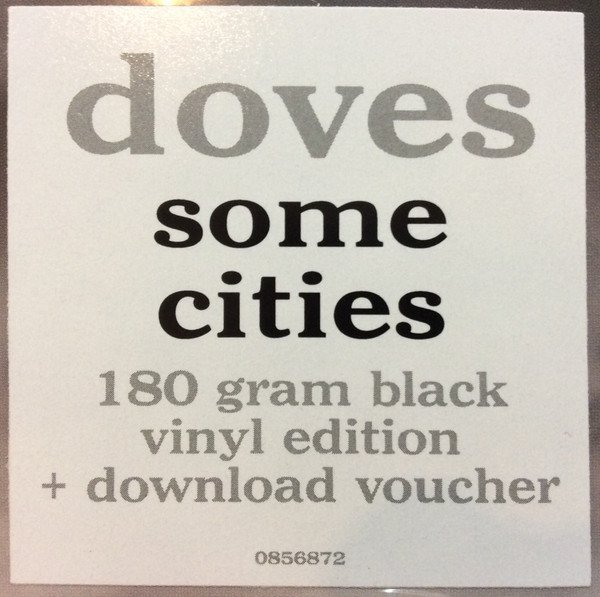 doves
some
cities
180 gram black
vinyl edition
+ download voucher
0856872